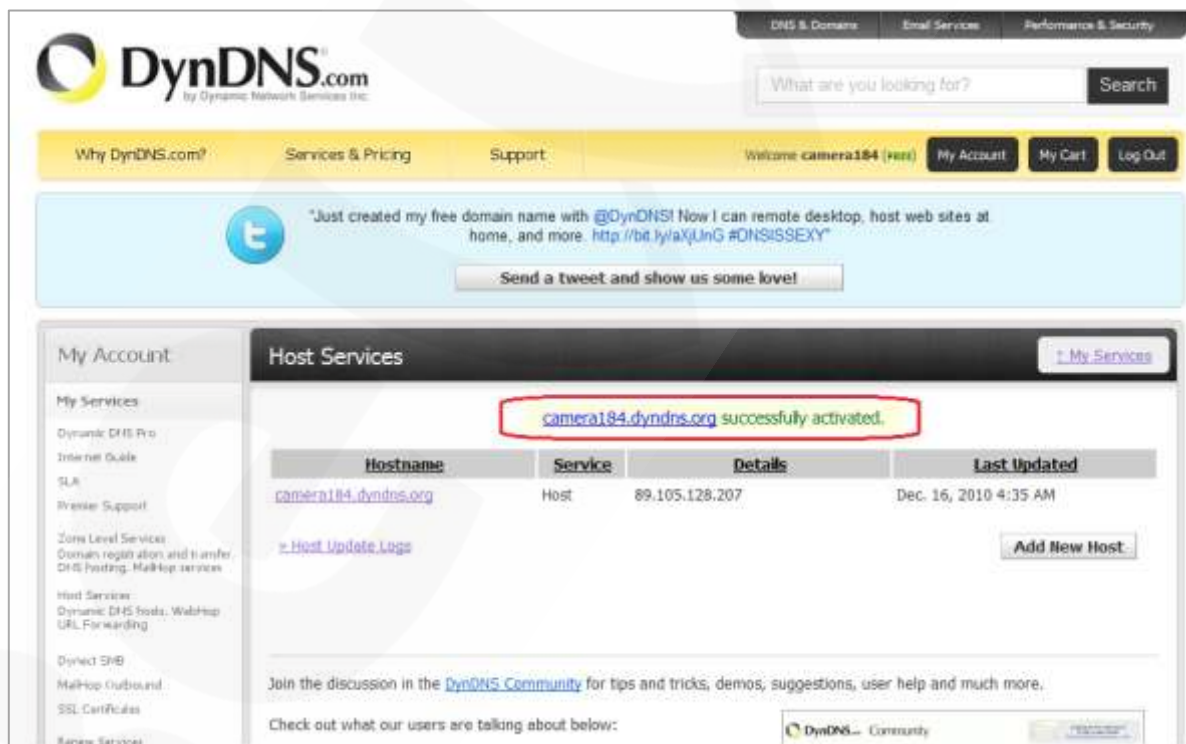 DNS & Domains Email Services Performance & Security
DynDNS.com
by Dynamic Network Services Inc.
What are you looking for? Search
Why DynDNS.com? Services & Pricing Support Welcome camera184 (FREE) My Account My Cart Log Out
"Just created my free domain name with @DynDNS! Now I can remote desktop, host web sites at
home, and more. http://bit.ly/aXjUnG #DNSISSEXY"
Send a tweet and show us some love!
My Account
Host Services
↑ My Services
My Services
Dynamic DNS Pro
Internet Guide
SLA
Premier Support
Zone Level Services
Domain registration and transfer,
DNS hosting, MailHop services
Host Services
Dynamic DNS hosts, WebHop
URL Forwarding
Dynect SMB
MailHop Outbound
SSL Certificates
Renew Services
camera184.dyndns.org successfully activated.
Hostname Service Details Last Updated
camera184.dyndns.org Host 89.105.128.207 Dec. 16, 2010 4:35 AM
» Host Update Logs Add New Host
Join the discussion in the DynDNS Community for tips and tricks, demos, suggestions, user help and much more.
Check out what our users are talking about below:
DynDNS Community